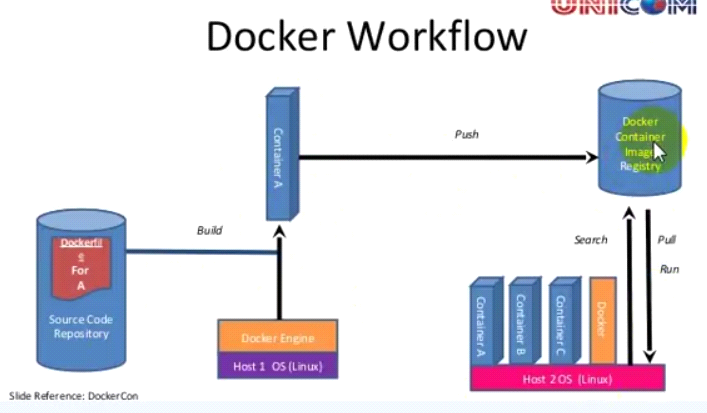 UNICOM
Docker Workflow
Container A
Push
Docker
Container
Image
Registry
Build
Dockerfil
e
For
A
Source Code
Repository
Search
Pull
Run
Docker Engine
Host 1 OS (Linux)
Container A
Container B
Container C
Docker
Host 2 OS (Linux)
Slide Reference: DockerCon